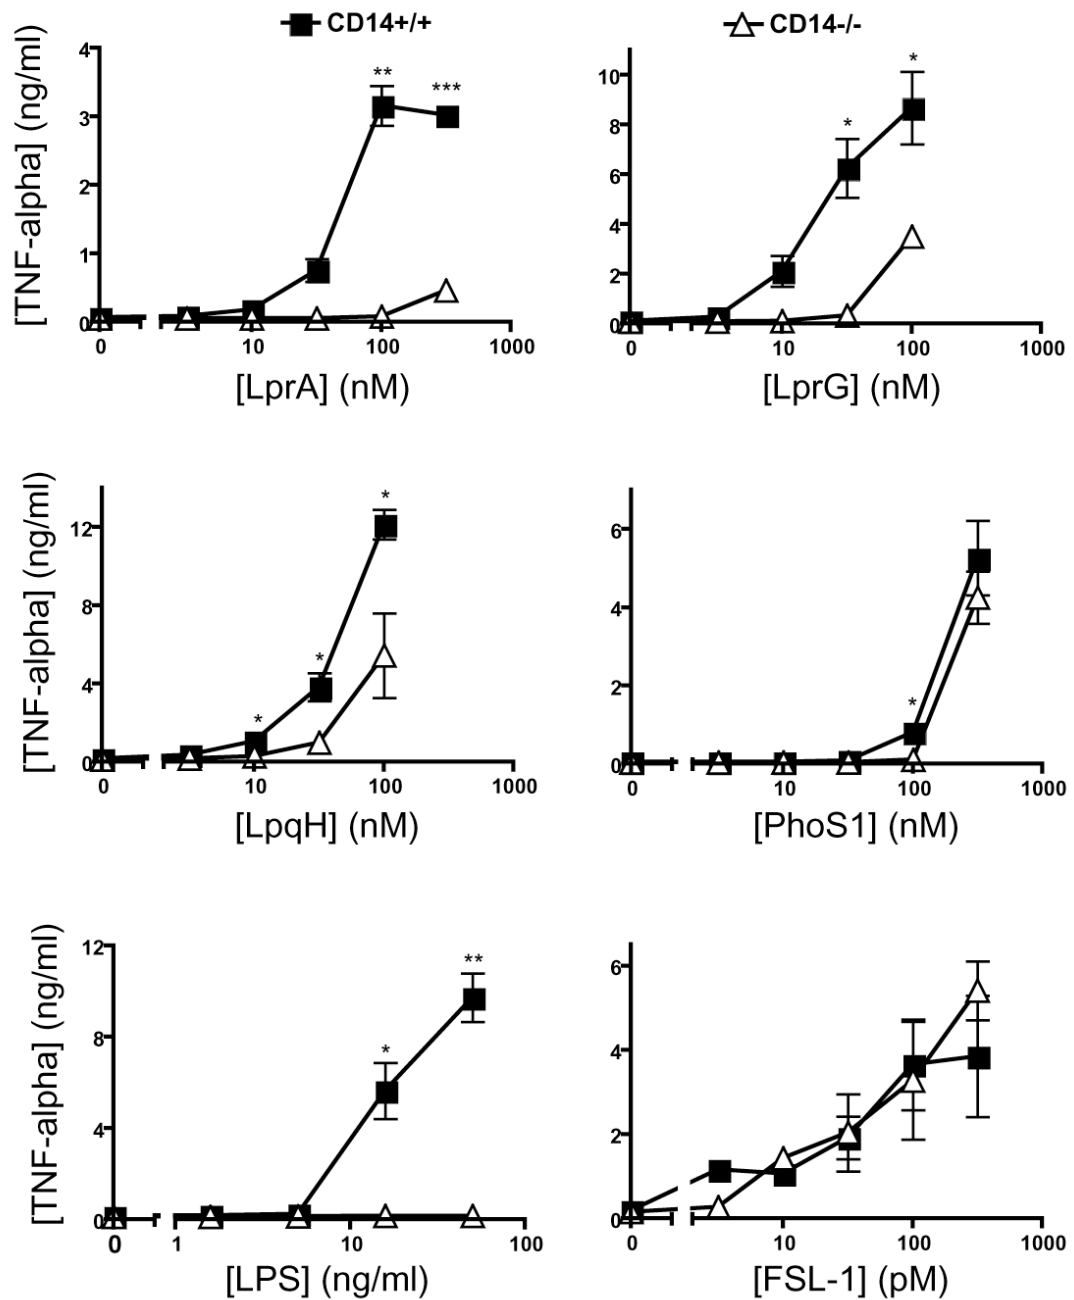 CD14+/+ CD14-/-
[TNF-alpha] (ng/ml)
4
3
2
1
0
** ***
0 10 100 1000
[LprA] (nM)
10
8
6
4
2
0
* *
0 10 100 1000
[LprG] (nM)
[TNF-alpha] (ng/ml)
12
8
4
0
* * *
0 10 100 1000
[LpqH] (nM)
6
4
2
0
*
0 10 100 1000
[PhoS1] (nM)
[TNF-alpha] (ng/ml)
12
8
4
0
* **
0 1 10 100
[LPS] (ng/ml)
6
4
2
0
0 10 100 1000
[FSL-1] (pM)